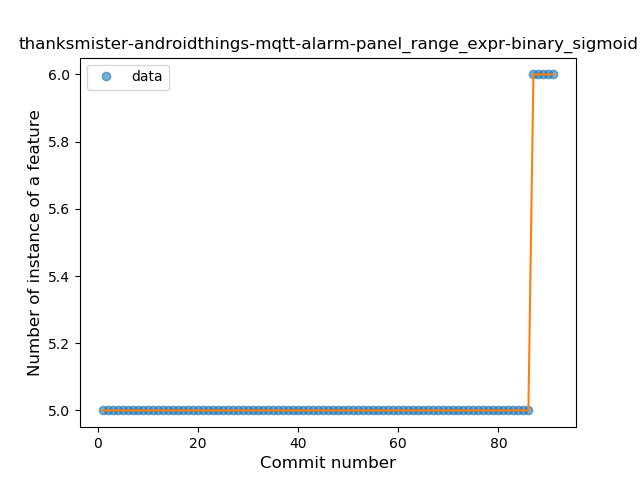 thanksmister-androidthings-mqtt-alarm-panel_range_expr-binary_sigmoid
data
Number of instance of a feature
6.0
5.8
5.6
5.4
5.2
5.0
0
20
40
60
80
Commit number